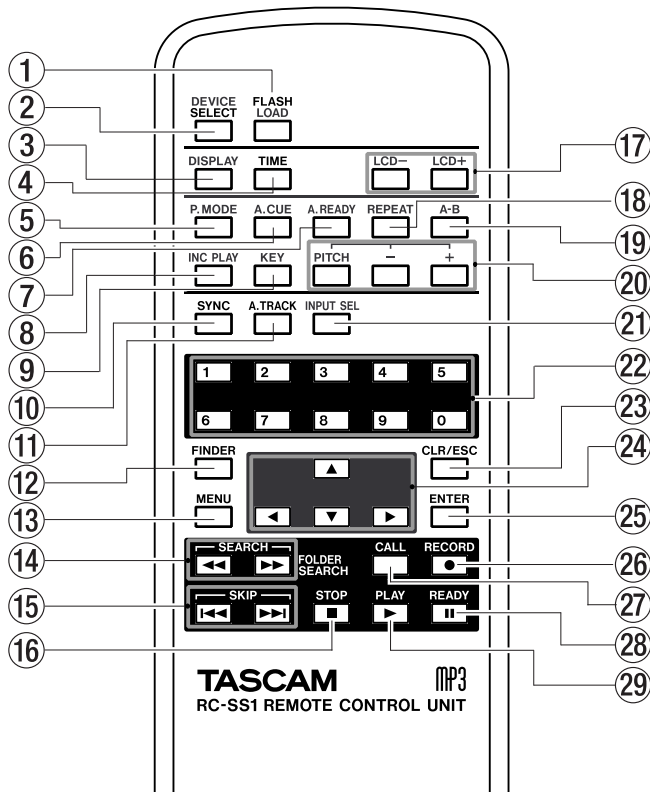 1
2
3
4
5
6
7
8
9
10
11
12
13
14
15
16
DEVICE FLASH
SELECT LOAD
DISPLAY TIME LCD− LCD+
P.MODE A.CUE A.READY REPEAT A-B
INC PLAY KEY PITCH − +
SYNC A.TRACK INPUT SEL
1 2 3 4 5
6 7 8 9 0
FINDER CLR/ESC
MENU ENTER
SEARCH FOLDER SEARCH CALL RECORD
SKIP STOP PLAY READY
TASCAM MP3
RC-SS1 REMOTE CONTROL UNIT
17
18
19
20
21
22
23
24
25
26
27
28
29